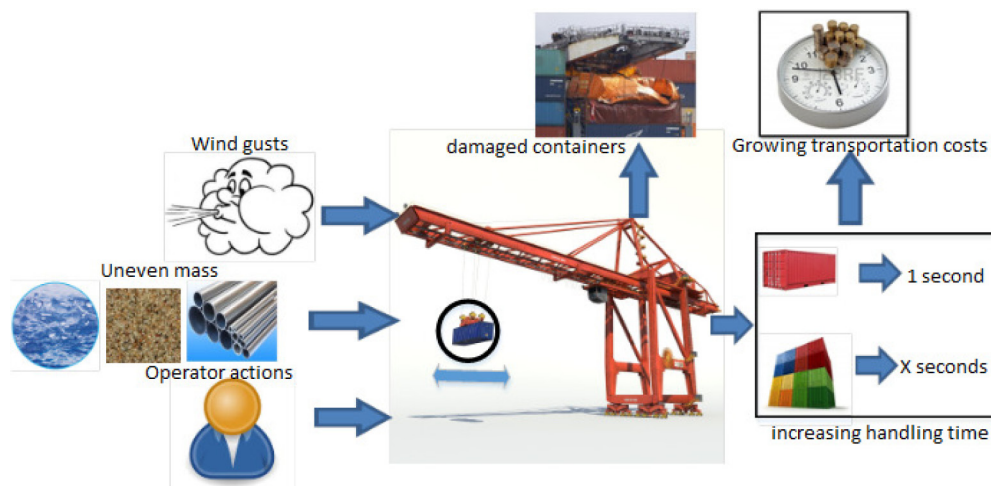 damaged containers
Growing transportation costs
Wind gusts
Uneven mass
1 second
Operator actions
X seconds
increasing handling time